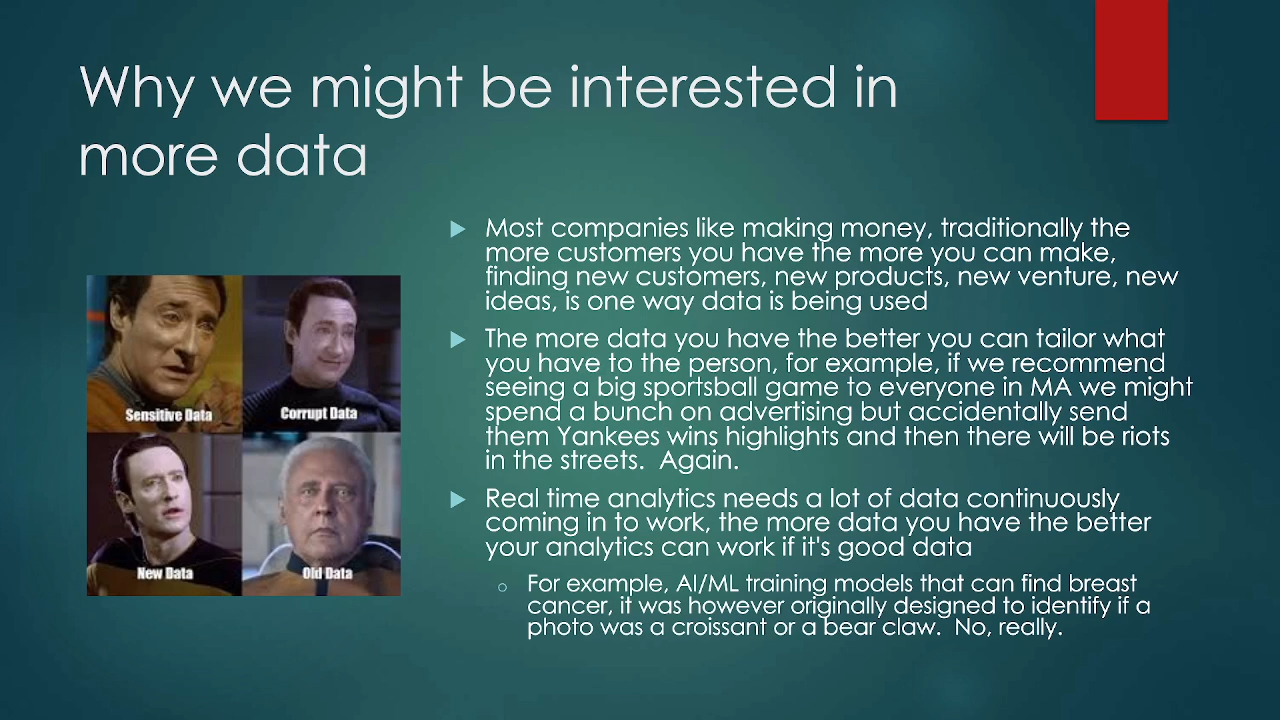 Why we might be interested in
more data
Sensitive Data
Corrupt Data
New Data
Old Data
Most companies like making money, traditionally the
more customers you have the more you can make,
finding new customers, new products, new venture, new
ideas, is one way data is being used
The more data you have the better you can tailor what
you have to the person, for example, if we recommend
seeing a big sportsball game to everyone in MA we might
spend a bunch on advertising but accidentally send
them Yankees wins highlights and then there will be riots
in the streets.  Again.
Real time analytics needs a lot of data continuously
coming in to work, the more data you have the better
your analytics can work if it's good data
For example, AI/ML training models that can find breast
cancer, it was however originally designed to identify if a
photo was a croissant or a bear claw.  No, really.